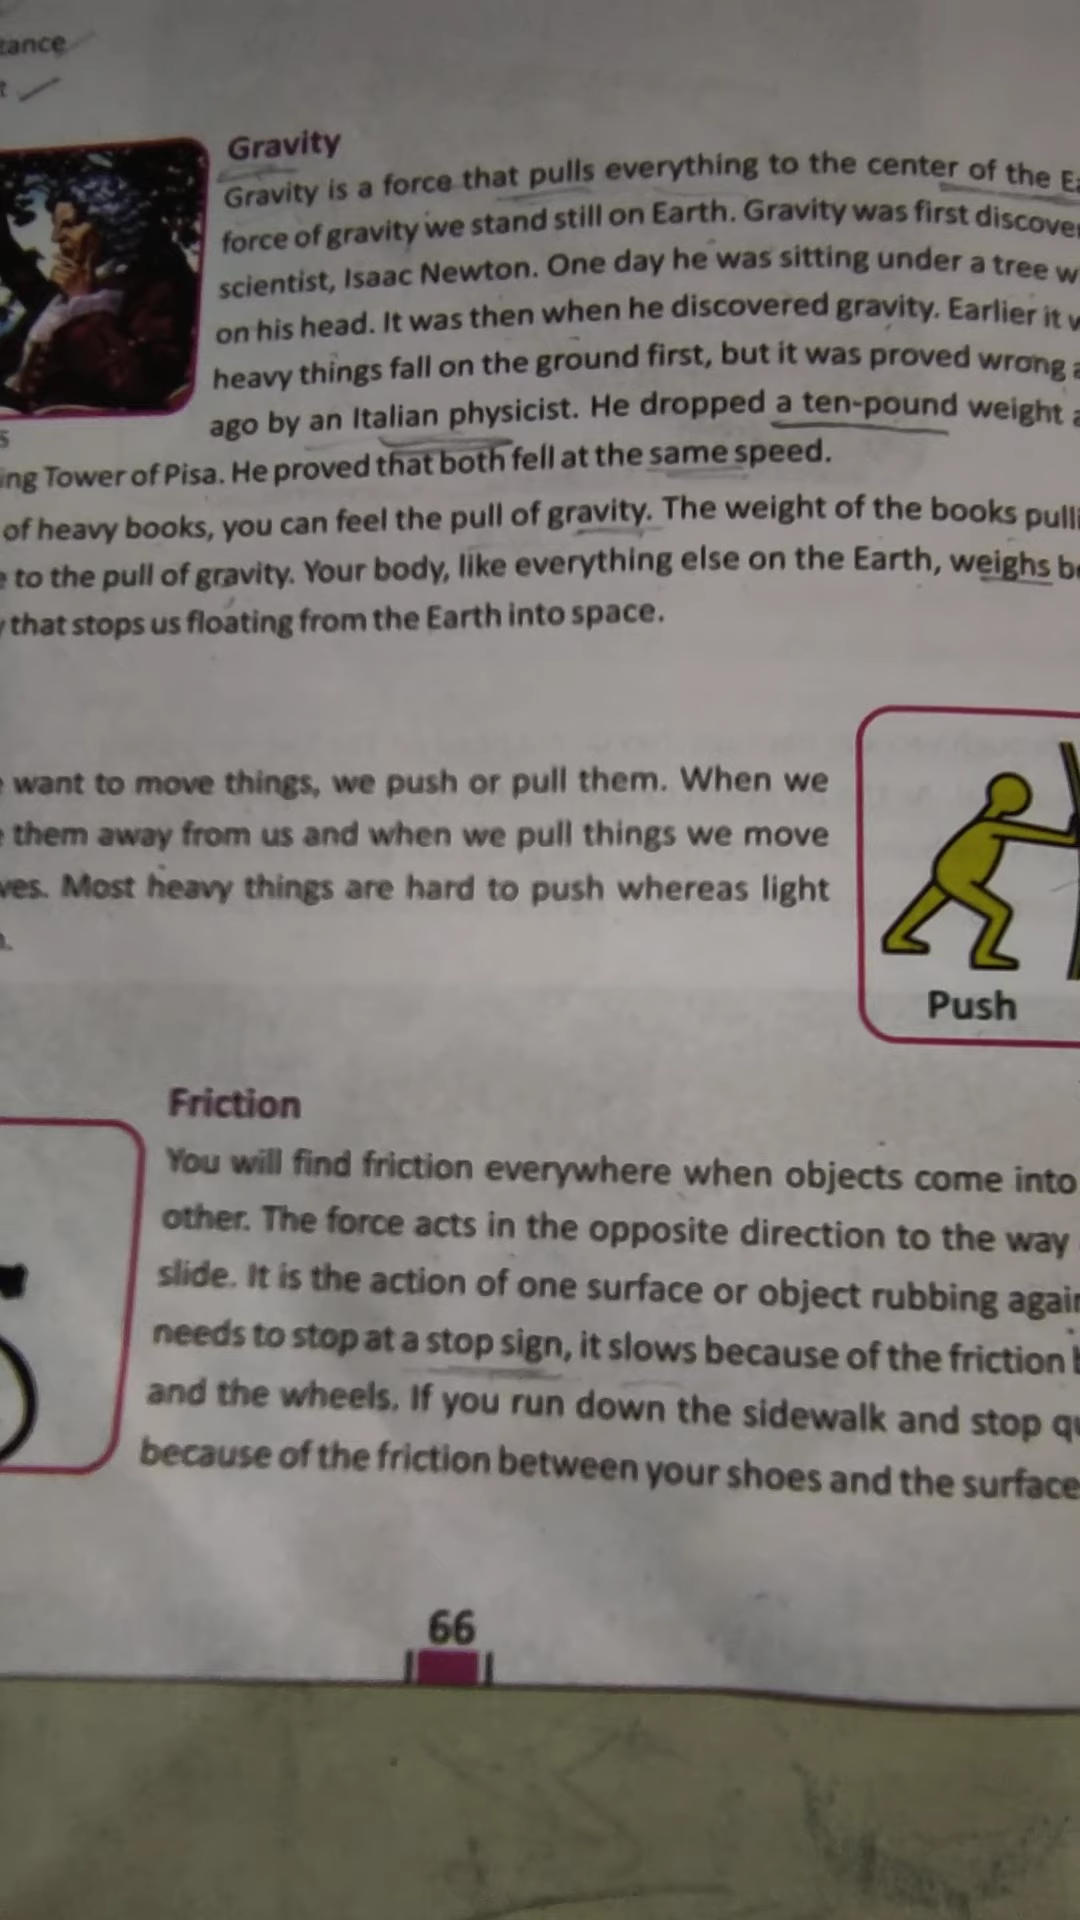 tance
Gravity
Gravity is a force that pulls everything to the center of the
force of gravity we stand still on Earth. Gravity was first
scientist, Isaac Newton. One day he was sitting under a tree
on his head. It was then when he discovered gravity. Earlier it
heavy things fall on the ground first, but it was proved wrong
ago by an Italian physicist. He dropped a ten-pound weight
ing Tower of Pisa. He proved that both fell at the same speed.
of heavy books, you can feel the pull of gravity. The weight of the books
to the pull of gravity. Your body, like everything else on the Earth, weighs
that stops us floating from the Earth into space.
want to move things, we push or pull them. When we
them away from us and when we pull things we move
ves. Most heavy things are hard to push whereas light
Push
Friction
You will find friction everywhere when objects come into
other. The force acts in the opposite direction to the way
slide. It is the action of one surface or object rubbing
needs to stop at a stop sign, it slows because of the friction
and the wheels. If you run down the sidewalk and stop
because of the friction between your shoes and the surface
66